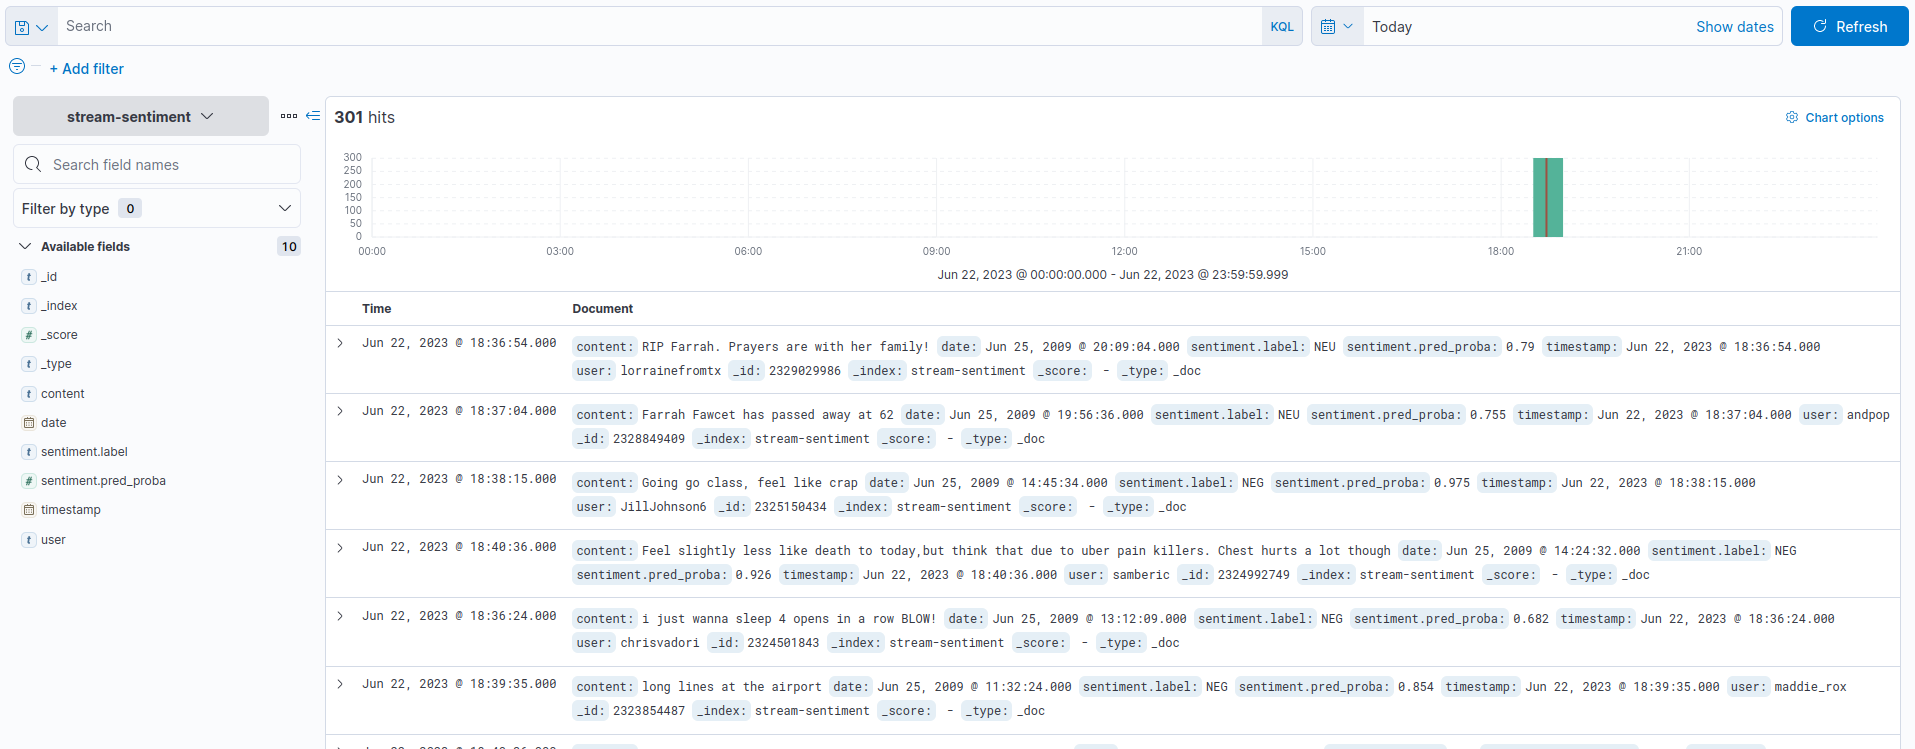 Search KQL Today Show dates Refresh
+ Add filter
stream-sentiment
Search field names
Filter by type 0
Available fields 10
t _id
t _index
# _score
t _type
t content
date
t sentiment.label
# sentiment.pred_proba
timestamp
t user
301 hits Chart options
300
250
200
150
100
50
0
00:00 03:00 06:00 09:00 12:00 15:00 18:00 21:00
Jun 22, 2023 @ 00:00:00.000 - Jun 22, 2023 @ 23:59:59.999
Time Document
Jun 22, 2023 @ 18:36:54.000 content: RIP Farrah. Prayers are with her family! date: Jun 25, 2009 @ 20:09:04.000 sentiment.label: NEU sentiment.pred_proba: 0.79 timestamp: Jun 22, 2023 @ 18:36:54.000
user: lorrainefromtx _id: 2329029986 _index: stream-sentiment _score: - _type: _doc
Jun 22, 2023 @ 18:37:04.000 content: Farrah Fawcet has passed away at 62 date: Jun 25, 2009 @ 19:56:36.000 sentiment.label: NEU sentiment.pred_proba: 0.755 timestamp: Jun 22, 2023 @ 18:37:04.000 user: andpop
_id: 2328849409 _index: stream-sentiment _score: - _type: _doc
Jun 22, 2023 @ 18:38:15.000 content: Going go class, feel like crap date: Jun 25, 2009 @ 14:45:34.000 sentiment.label: NEG sentiment.pred_proba: 0.975 timestamp: Jun 22, 2023 @ 18:38:15.000
user: JillJohnson6 _id: 2325150434 _index: stream-sentiment _score: - _type: _doc
Jun 22, 2023 @ 18:40:36.000 content: Feel slightly less like death to today,but think that due to uber pain killers. Chest hurts a lot though date: Jun 25, 2009 @ 14:24:32.000 sentiment.label: NEG
sentiment.pred_proba: 0.926 timestamp: Jun 22, 2023 @ 18:40:36.000 user: samberic _id: 2324992749 _index: stream-sentiment _score: - _type: _doc
Jun 22, 2023 @ 18:36:24.000 content: i just wanna sleep 4 opens in a row BLOW! date: Jun 25, 2009 @ 13:12:09.000 sentiment.label: NEG sentiment.pred_proba: 0.682 timestamp: Jun 22, 2023 @ 18:36:24.000
user: chrisvadori _id: 2324501843 _index: stream-sentiment _score: - _type: _doc
Jun 22, 2023 @ 18:39:35.000 content: long lines at the airport date: Jun 25, 2009 @ 11:32:24.000 sentiment.label: NEG sentiment.pred_proba: 0.854 timestamp: Jun 22, 2023 @ 18:39:35.000 user: maddie_rox
_id: 2323854487 _index: stream-sentiment _score: - _type: _doc